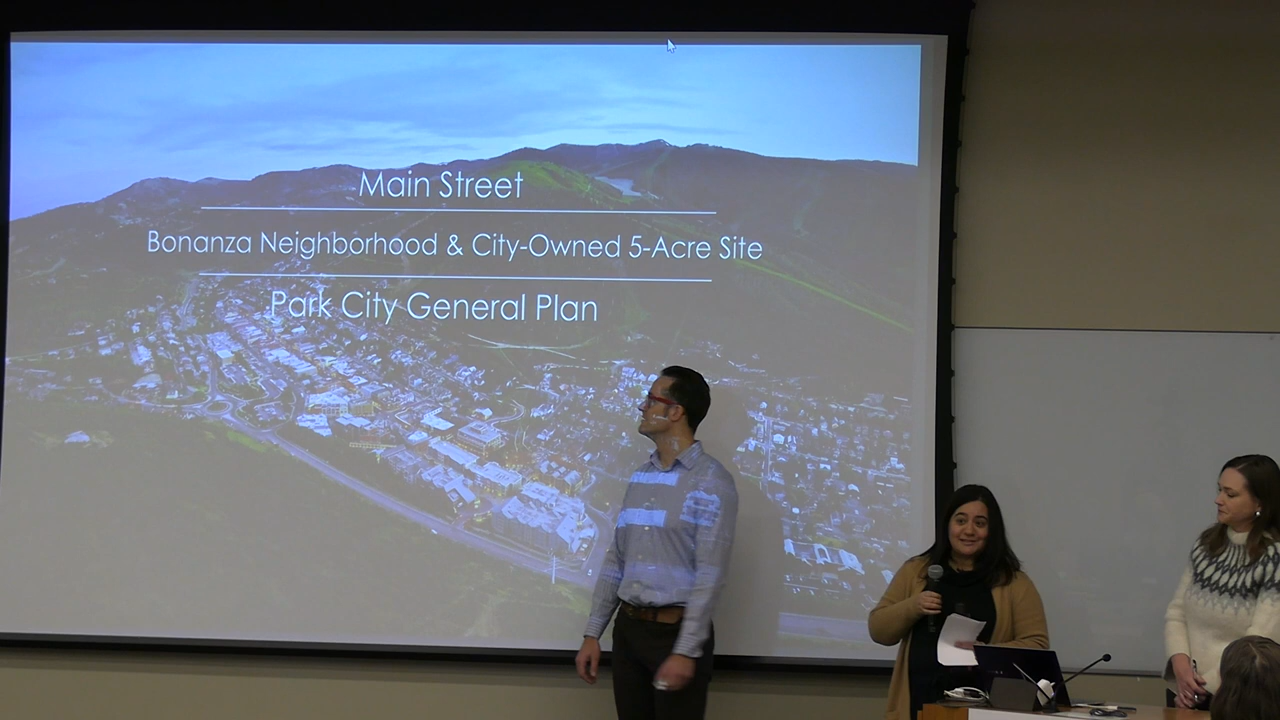 Main Street
Bonanza Neighborhood & City-Owned 5-Acre Site
Park City General Plan